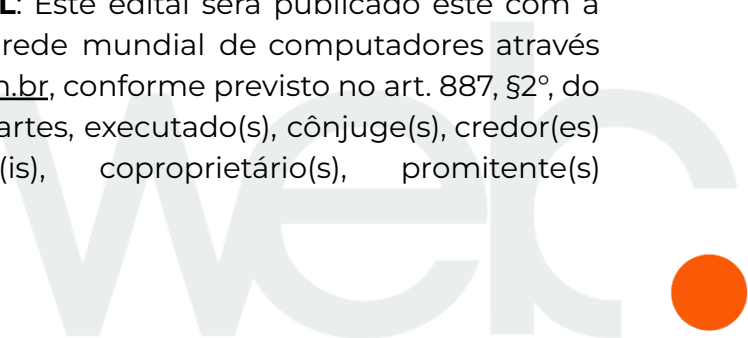 L: Este edital será publicado este com a
rede mundial de computadores através
n.br, conforme previsto no art. 887, §2º, do
artes, executado(s), cônjuge(s), credor(es)
(is), coproprietário(s), promitente(s)
web